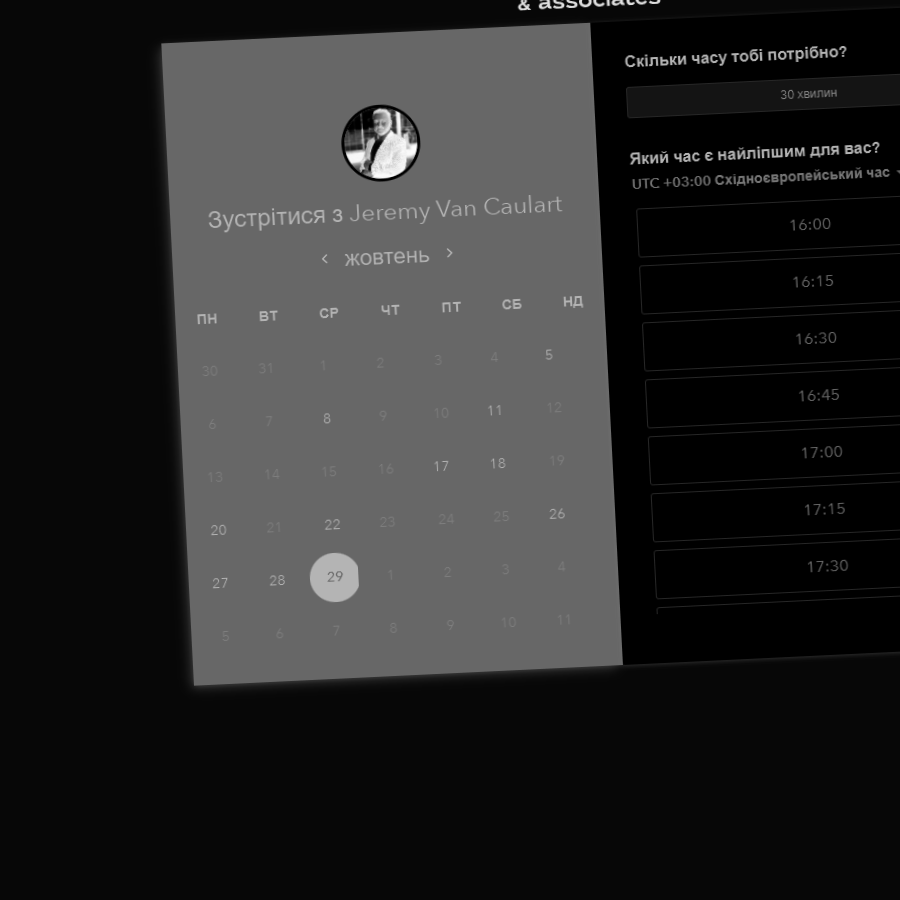 & associates
Зустрітися з Jeremy Van Caulart
жовтень
ПН ВТ СР ЧТ ПТ СБ НД
30 31 1 2 3 4 5
6 7 8 9 10 11 12
13 14 15 16 17 18 19
20 21 22 23 24 25 26
27 28 29 1 2 3 4
5 6 7 8 9 10 11
Скільки часу тобі потрібно?
30 хвилин
Який час є найліпшим для вас?
UTC +03:00 Східноєвропейський час
16:00
16:15
16:30
16:45
17:00
17:15
17:30